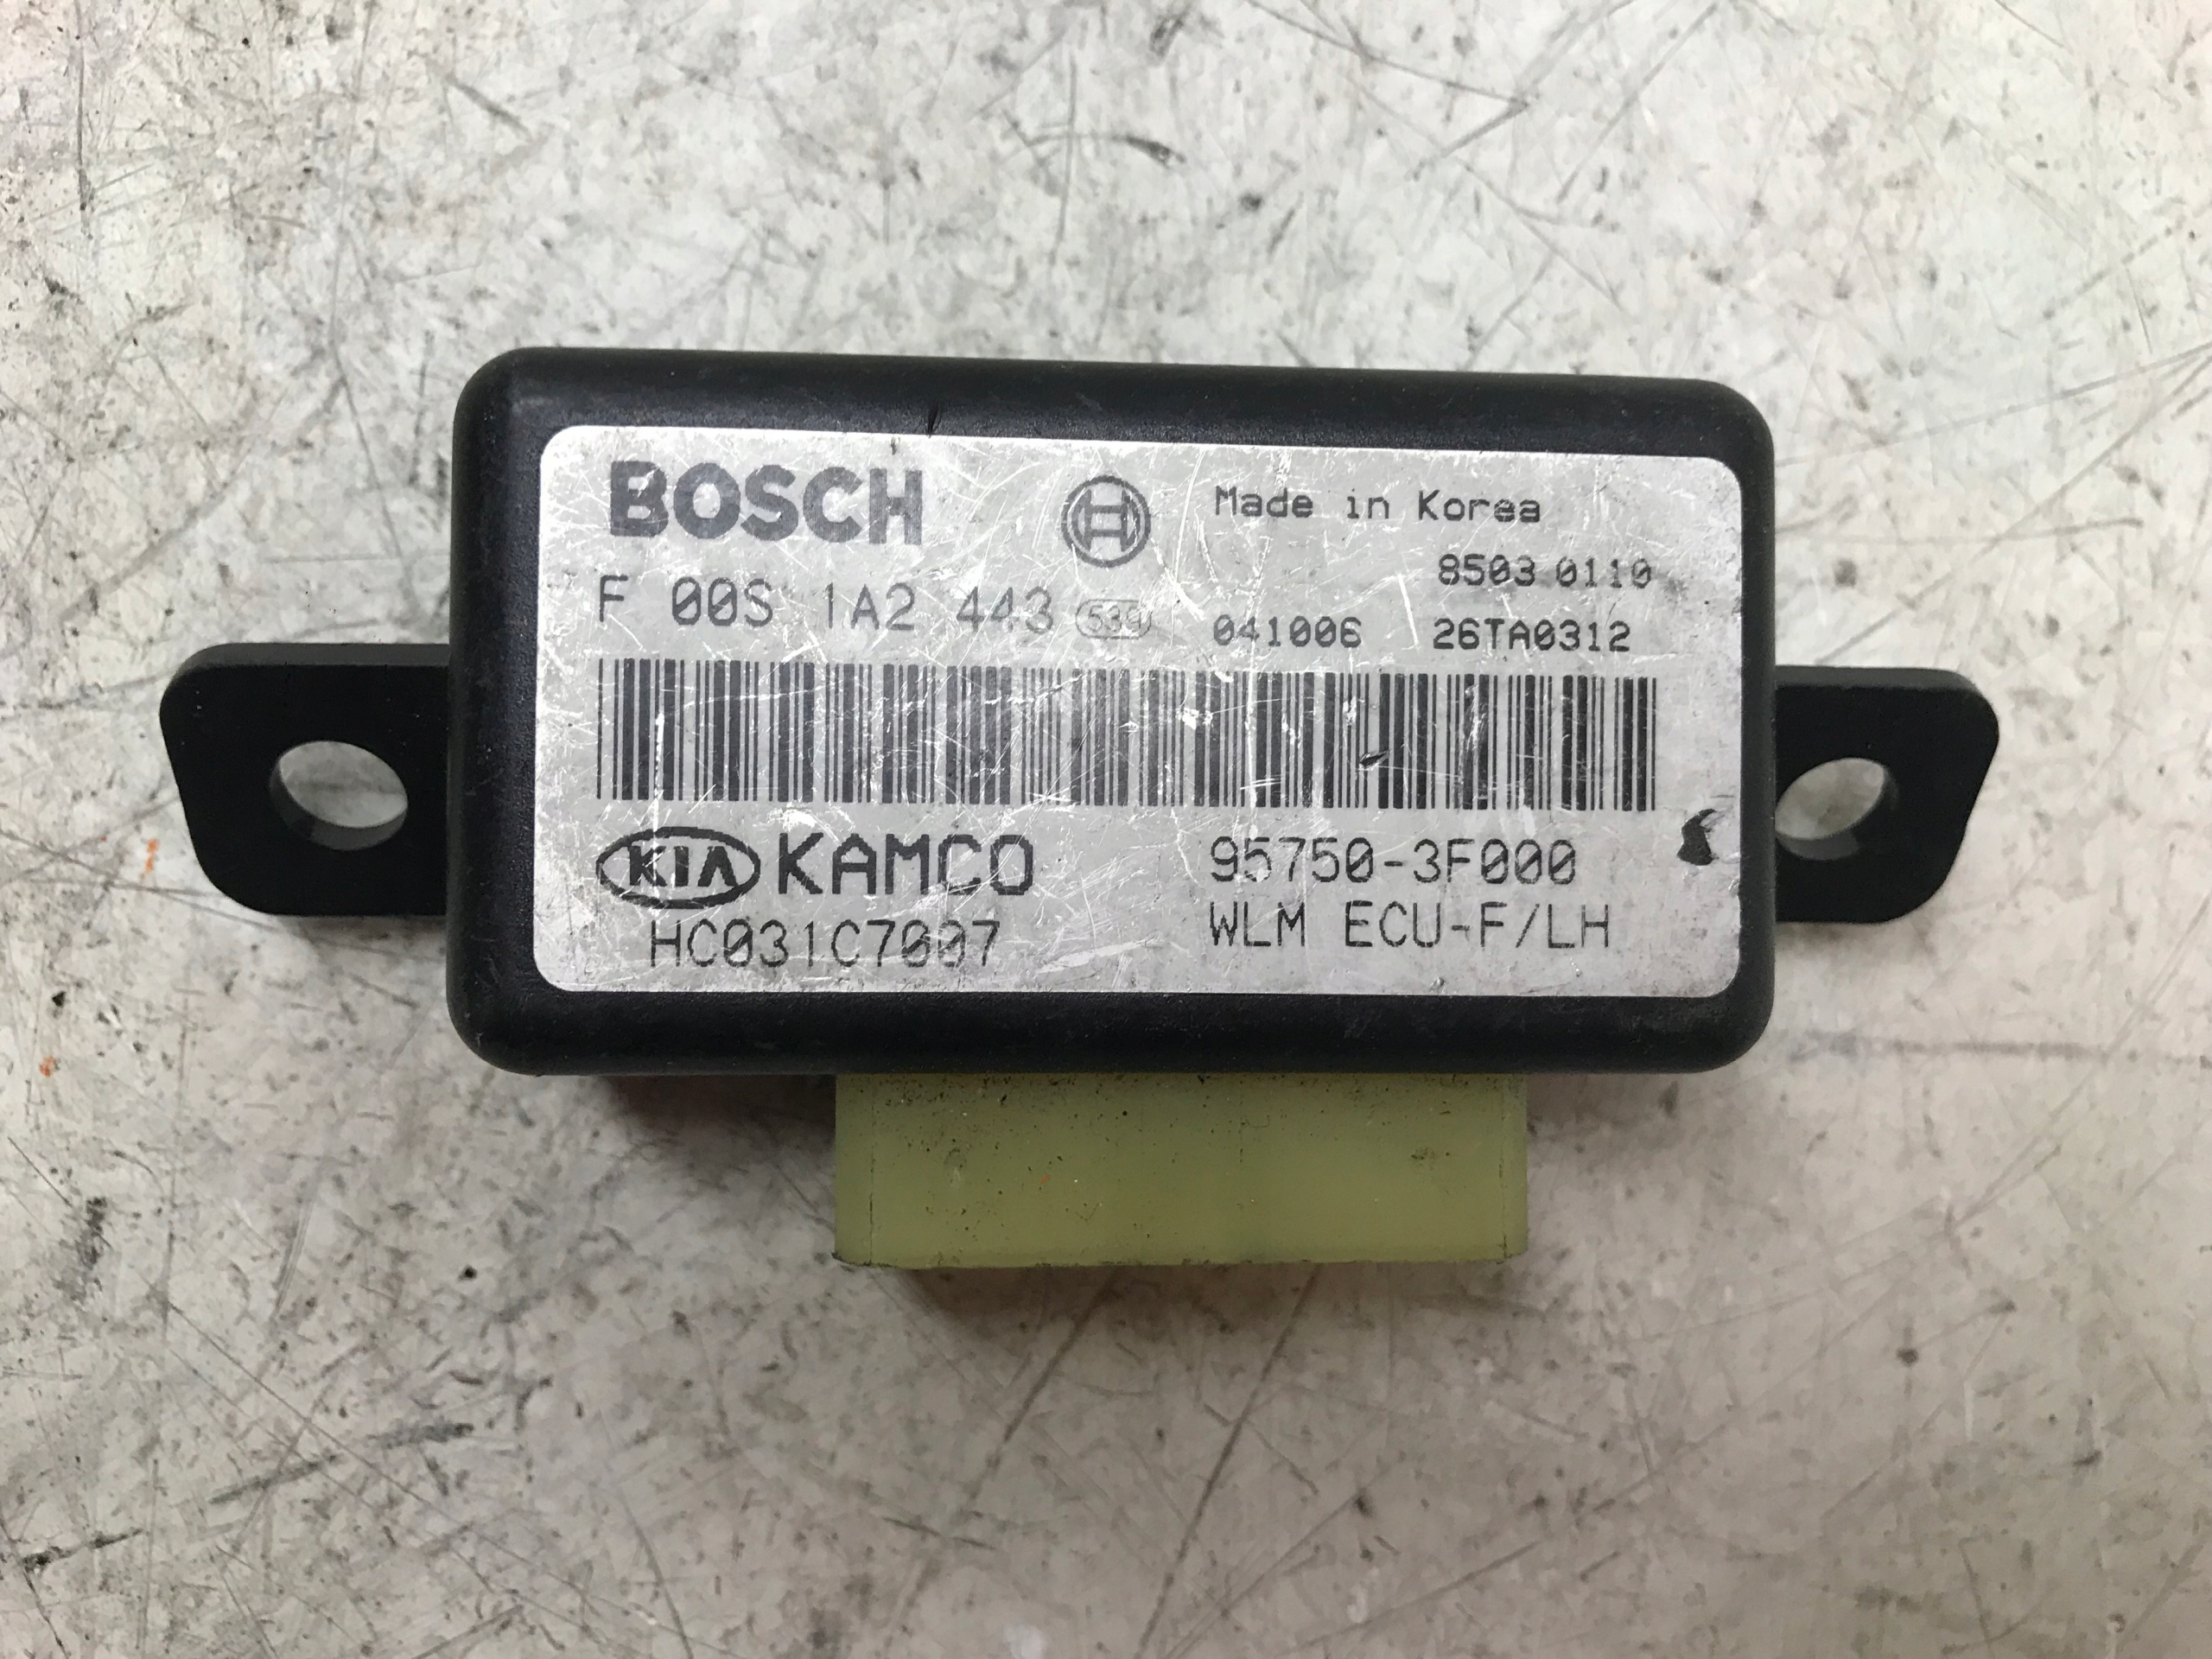 BOSCH
Made in Korea
8503 0110
F 00S 1A2 443 539 041006 26TA0312
KIA KAMCO 95750-3F000
HC031C7007 WLM ECU-F/LH